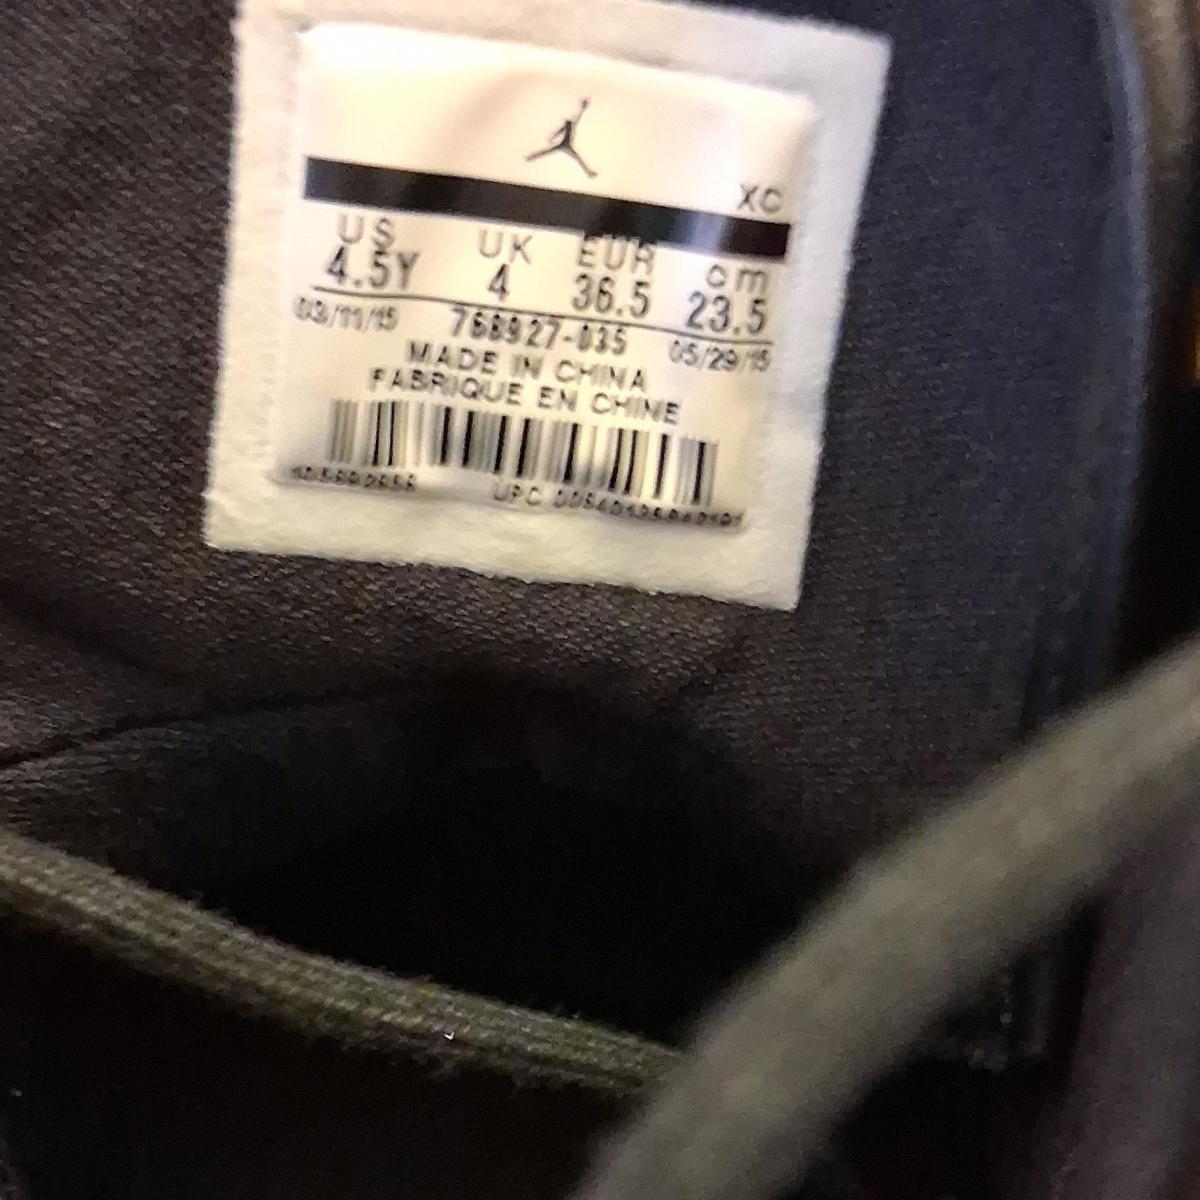 XC
US UK EUR cm
4.5Y 4 36.5 23.5
03/11/15 768927-035 05/29/15
MADE IN CHINA
FABRIQUE EN CHINE
UPC